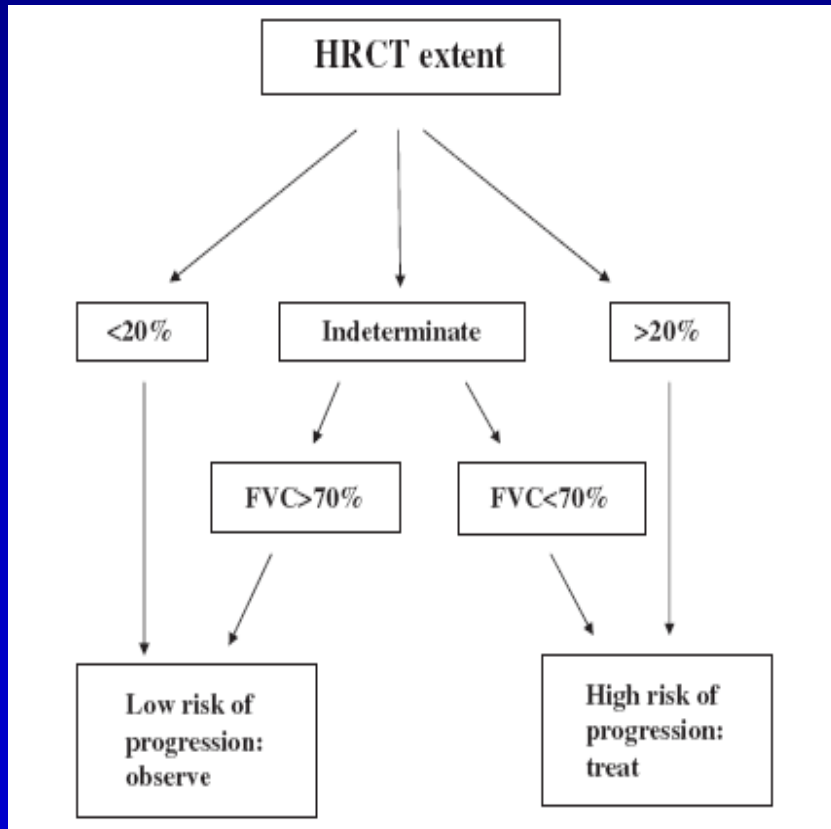 HRCT extent
<20%
Indeterminate
>20%
FVC>70%
FVC<70%
Low risk of
progression:
observe
High risk of
progression:
treat